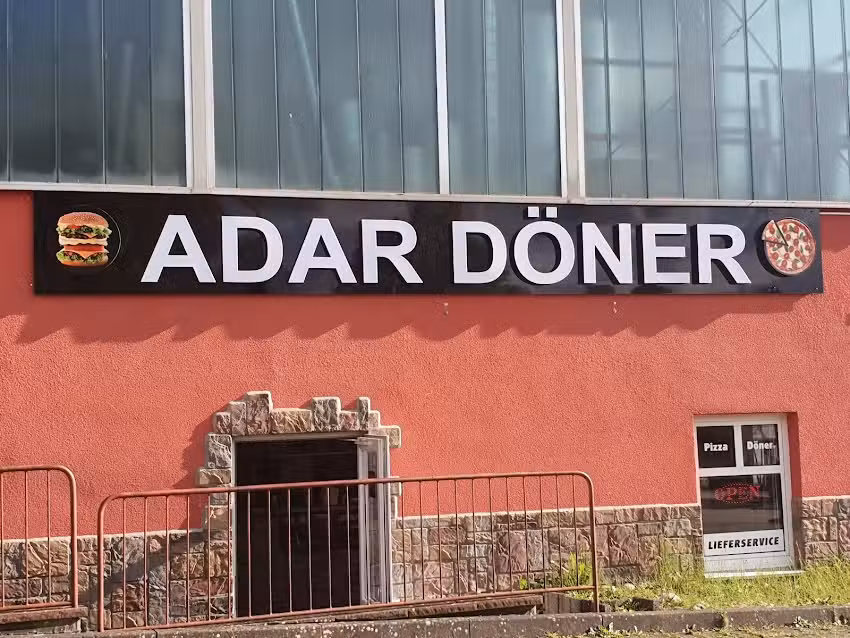 ADAR DÖNER
Pizza
Döner
OPEN
LIEFERSERVICE